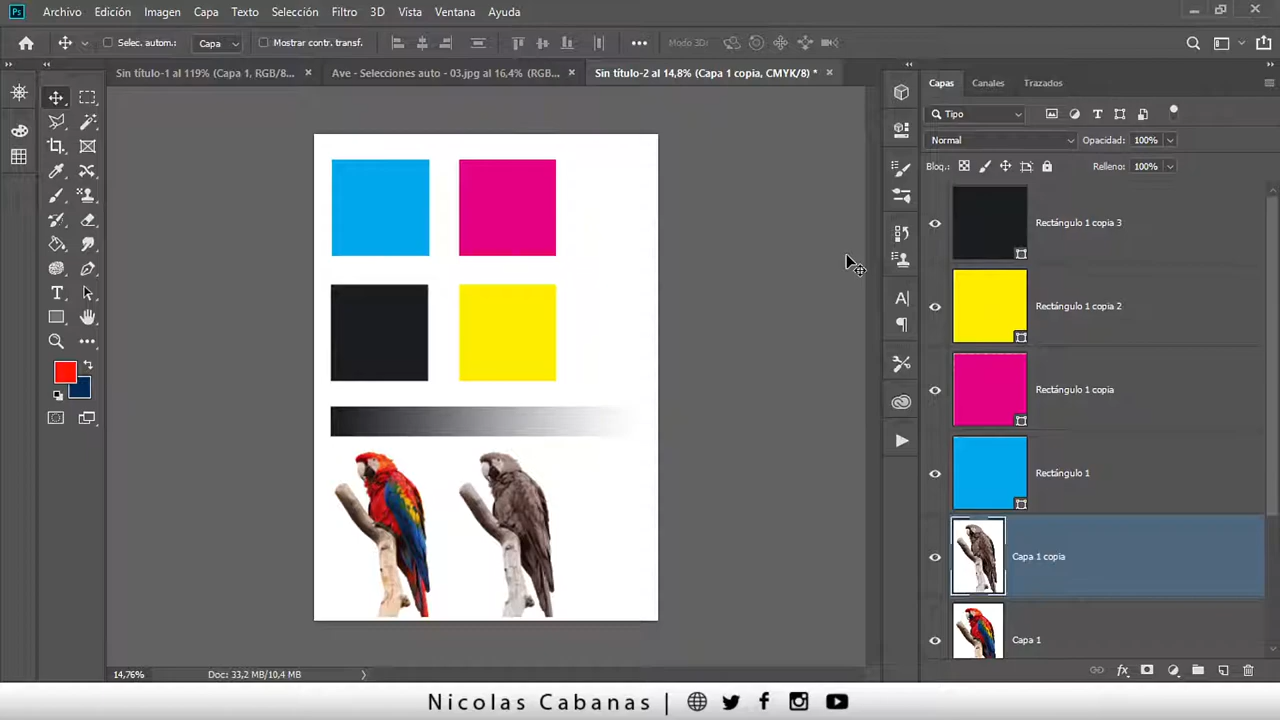 Ps Archivo Edición Imagen Capa Texto Selección Filtro 3D Vista Ventana Ayuda
Selec. autom.: Capa Mostrar contr. transf. Modo 3D:
Sin título-1 al 119% (Capa 1, RGB/8... × Ave - Selecciones auto - 03.jpg al 16,4% (RGB... × Sin título-2 al 14,8% (Capa 1 copia, CMYK/8) * ×
Capas Canales Trazados
Tipo
Normal Opacidad: 100%
Bloq.: Relleno: 100%
Rectángulo 1 copia 3
Rectángulo 1 copia 2
Rectángulo 1 copia
Rectángulo 1
Capa 1 copia
Capa 1
14,76% Doc: 33,2 MB/10,4 MB
Nicolas Cabanas |